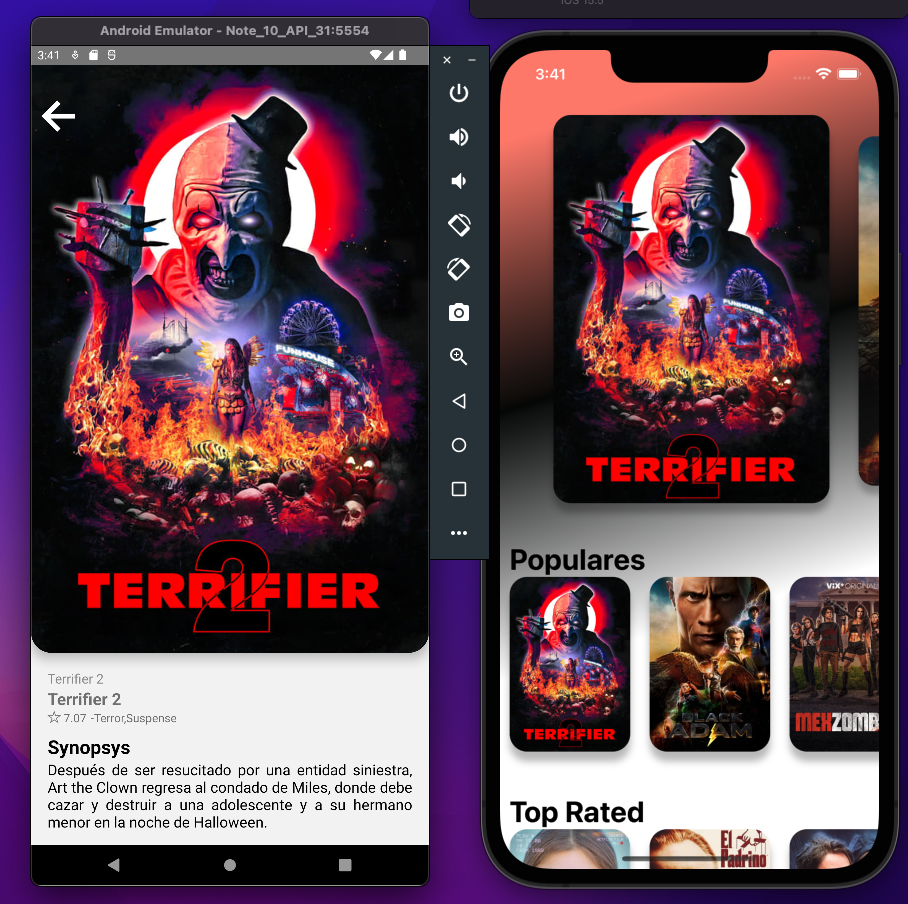 iOS 15.5
Android Emulator - Note_10_API_31:5554
3:41
FUNHOUSE
2
TERRIFIER
Terrifier 2
Terrifier 2
7.07 -Terror,Suspense
Synopsys
Después de ser resucitado por una entidad siniestra,
Art the Clown regresa al condado de Miles, donde debe
cazar y destruir a una adolescente y a su hermano
menor en la noche de Halloween.
3:41
FUNHOUSE
2
TERRIFIER
Populares
2
TERRIFIER
BLACK
ADAM
ViX+ ORIGINAL
MEXZOMB
Top Rated
El
Padrino